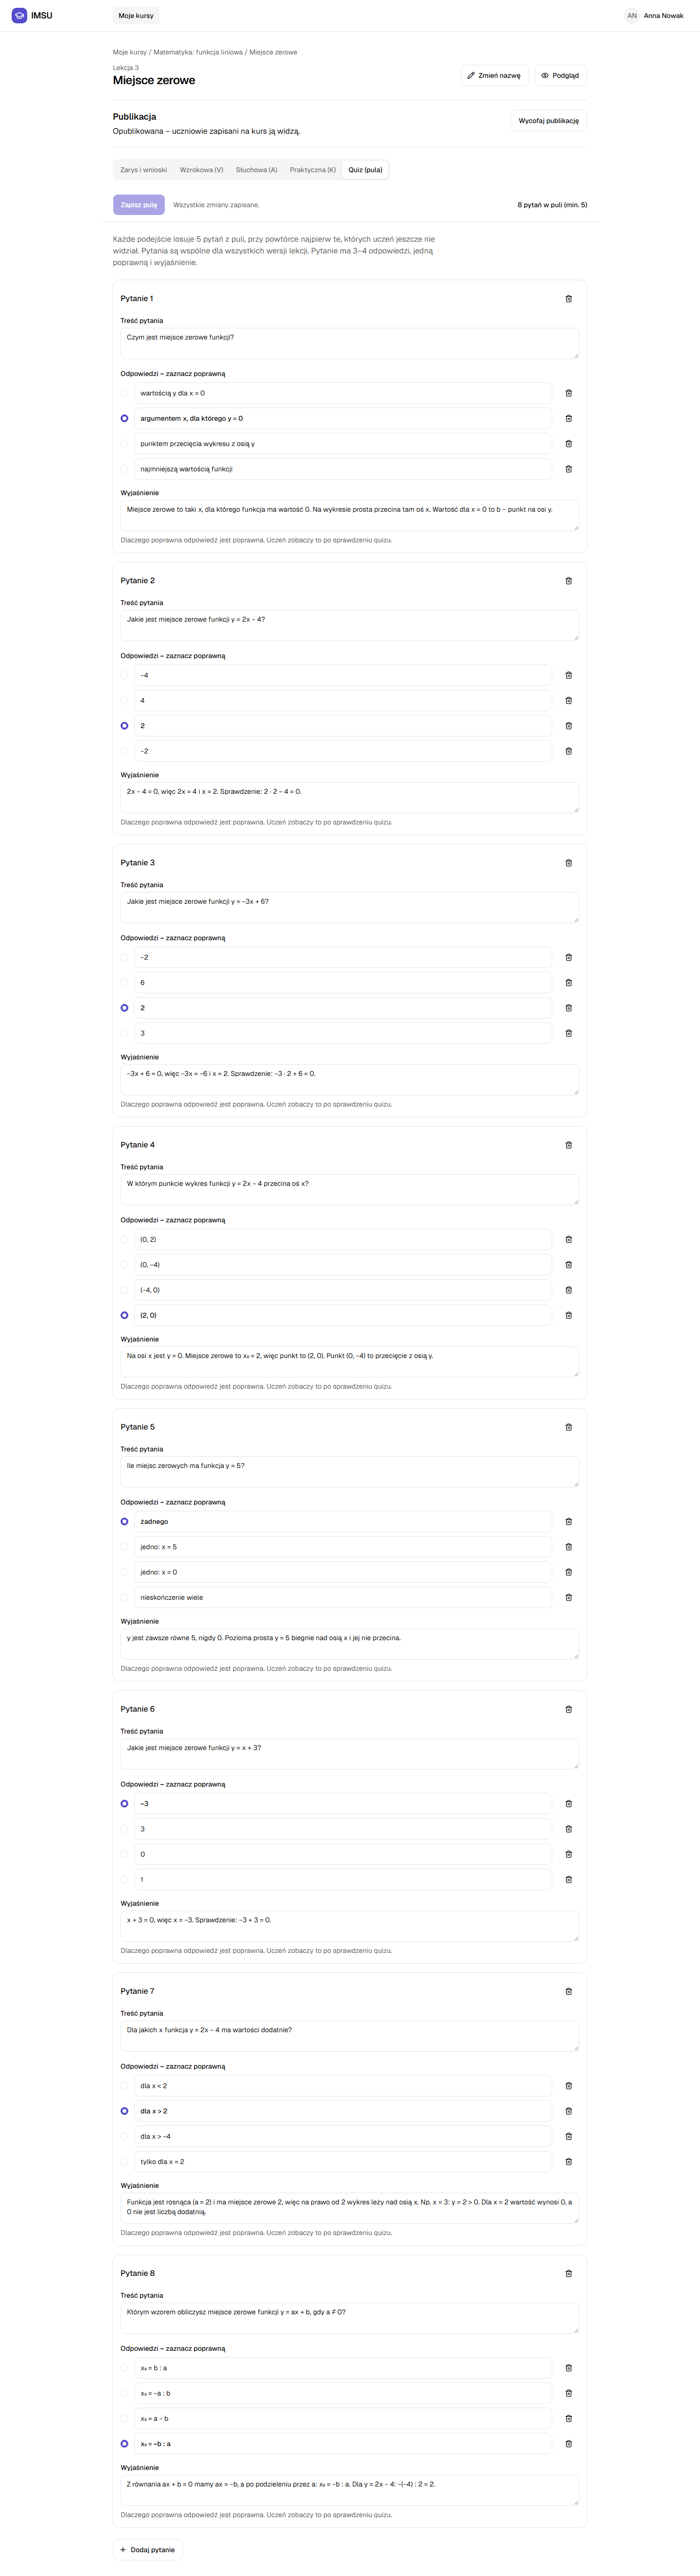 IMSU
Moje kursy
AN Anna Nowak
Moje kursy / Matematyka: funkcja liniowa / Miejsce zerowe
Lekcja 3
Miejsce zerowe
Zmień nazwę
Podgląd
Publikacja
Opublikowana – uczniowie zapisani na kurs ją widzą.
Wycofaj publikację
Zarys i wnioski
Wzrokowa (V)
Słuchowa (A)
Praktyczna (K)
Quiz (pula)
Zapisz pulę
Wszystkie zmiany zapisane.
8 pytań w puli (min. 5)
Każde podejście losuje 5 pytań z puli, przy powtórce najpierw te, których uczeń jeszcze nie
widział. Pytania są wspólne dla wszystkich wersji lekcji. Pytanie ma 3–4 odpowiedzi, jedną
poprawną i wyjaśnienie.
Pytanie 1
Treść pytania
Czym jest miejsce zerowe funkcji?
Odpowiedzi – zaznacz poprawną
wartością y dla x = 0
argumentem x, dla którego y = 0
punktem przecięcia wykresu z osią y
najmniejszą wartością funkcji
Wyjaśnienie
Miejsce zerowe to taki x, dla którego funkcja ma wartość 0. Na wykresie prosta przecina tam oś x. Wartość dla x = 0 to b – punkt na osi y.
Dlaczego poprawna odpowiedź jest poprawna. Uczeń zobaczy to po sprawdzeniu quizu.
Pytanie 2
Treść pytania
Jakie jest miejsce zerowe funkcji y = 2x − 4?
Odpowiedzi – zaznacz poprawną
−4
4
2
−2
Wyjaśnienie
2x − 4 = 0, więc 2x = 4 i x = 2. Sprawdzenie: 2 · 2 − 4 = 0.
Dlaczego poprawna odpowiedź jest poprawna. Uczeń zobaczy to po sprawdzeniu quizu.
Pytanie 3
Treść pytania
Jakie jest miejsce zerowe funkcji y = −3x + 6?
Odpowiedzi – zaznacz poprawną
−2
6
2
3
Wyjaśnienie
−3x + 6 = 0, więc −3x = −6 i x = 2. Sprawdzenie: −3 · 2 + 6 = 0.
Dlaczego poprawna odpowiedź jest poprawna. Uczeń zobaczy to po sprawdzeniu quizu.
Pytanie 4
Treść pytania
W którym punkcie wykres funkcji y = 2x − 4 przecina oś x?
Odpowiedzi – zaznacz poprawną
(0, 2)
(0, −4)
(−4, 0)
(2, 0)
Wyjaśnienie
Na osi x jest y = 0. Miejsce zerowe to x₀ = 2, więc punkt to (2, 0). Punkt (0, −4) to przecięcie z osią y.
Dlaczego poprawna odpowiedź jest poprawna. Uczeń zobaczy to po sprawdzeniu quizu.
Pytanie 5
Treść pytania
Ile miejsc zerowych ma funkcja y = 5?
Odpowiedzi – zaznacz poprawną
żadnego
jedno: x = 5
jedno: x = 0
nieskończenie wiele
Wyjaśnienie
y jest zawsze równe 5, nigdy 0. Pozioma prosta y = 5 biegnie nad osią x i jej nie przecina.
Dlaczego poprawna odpowiedź jest poprawna. Uczeń zobaczy to po sprawdzeniu quizu.
Pytanie 6
Treść pytania
Jakie jest miejsce zerowe funkcji y = x + 3?
Odpowiedzi – zaznacz poprawną
−3
3
0
1
Wyjaśnienie
x + 3 = 0, więc x = −3. Sprawdzenie: −3 + 3 = 0.
Dlaczego poprawna odpowiedź jest poprawna. Uczeń zobaczy to po sprawdzeniu quizu.
Pytanie 7
Treść pytania
Dla jakich x funkcja y = 2x − 4 ma wartości dodatnie?
Odpowiedzi – zaznacz poprawną
dla x < 2
dla x > 2
dla x > −4
tylko dla x = 2
Wyjaśnienie
Funkcja jest rosnąca (a = 2) i ma miejsce zerowe 2, więc na prawo od 2 wykres leży nad osią x. Np. x = 3: y = 2 > 0. Dla x = 2 wartość wynosi 0, a
0 nie jest liczbą dodatnią.
Dlaczego poprawna odpowiedź jest poprawna. Uczeń zobaczy to po sprawdzeniu quizu.
Pytanie 8
Treść pytania
Którym wzorem obliczysz miejsce zerowe funkcji y = ax + b, gdy a ≠ 0?
Odpowiedzi – zaznacz poprawną
x₀ = b : a
x₀ = −a : b
x₀ = a − b
x₀ = −b : a
Wyjaśnienie
Z równania ax + b = 0 mamy ax = −b, a po podzieleniu przez a: x₀ = −b : a. Dla y = 2x − 4: −(−4) : 2 = 2.
Dlaczego poprawna odpowiedź jest poprawna. Uczeń zobaczy to po sprawdzeniu quizu.
Dodaj pytanie